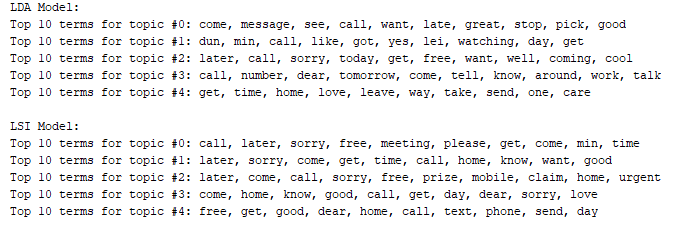 LDA Model:
Top 10 terms for topic #0: come, message, see, call, want, late, great, stop, pick, good
Top 10 terms for topic #1: dun, min, call, like, got, yes, lei, watching, day, get
Top 10 terms for topic #2: later, call, sorry, today, get, free, want, well, coming, cool
Top 10 terms for topic #3: call, number, dear, tomorrow, come, tell, know, around, work, talk
Top 10 terms for topic #4: get, time, home, love, leave, way, take, send, one, care
LSI Model:
Top 10 terms for topic #0: call, later, sorry, free, meeting, please, get, come, min, time
Top 10 terms for topic #1: later, sorry, come, get, time, call, home, know, want, good
Top 10 terms for topic #2: later, come, call, sorry, free, prize, mobile, claim, home, urgent
Top 10 terms for topic #3: come, home, know, good, call, get, day, dear, sorry, love
Top 10 terms for topic #4: free, get, good, dear, home, call, text, phone, send, day